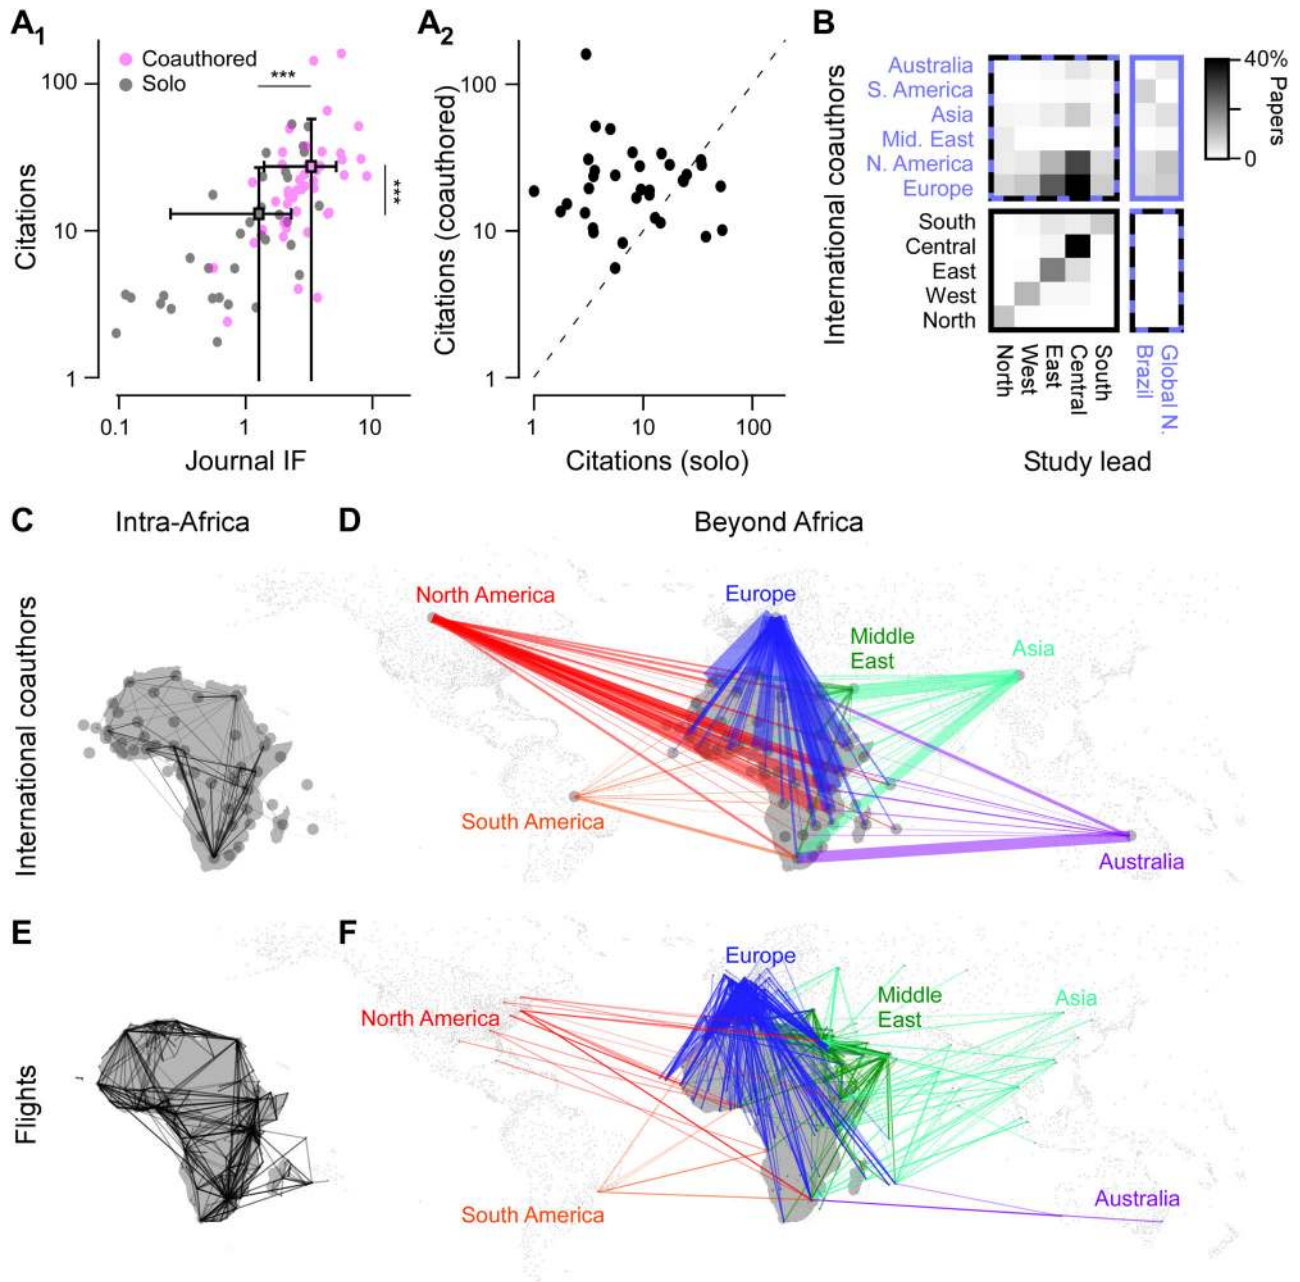 A1
A2
B
Coauthored
Solo
***
***
100
10
1
Citations
0.1
1
10
Journal IF
100
10
1
Citations (coauthored)
1
10
100
Citations (solo)
International coauthors
Australia
S. America
Asia
Mid. East
N. America
Europe
South
Central
East
West
North
North
West
East
Central
South
Brazil
Global N.
Study lead
40%
0
Papers
C
Intra-Africa
D
Beyond Africa
International coauthors
North America
Europe
Middle
East
Asia
South America
Australia
E
F
Flights
Europe
North America
Middle
East
Asia
South America
Australia